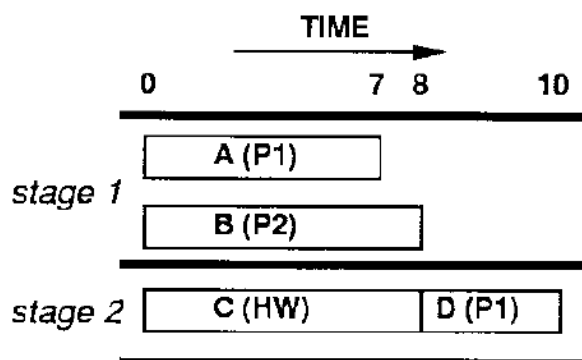 TIME
0 7 8 10
stage 1
A (P1)
B (P2)
stage 2
C (HW) D (P1)